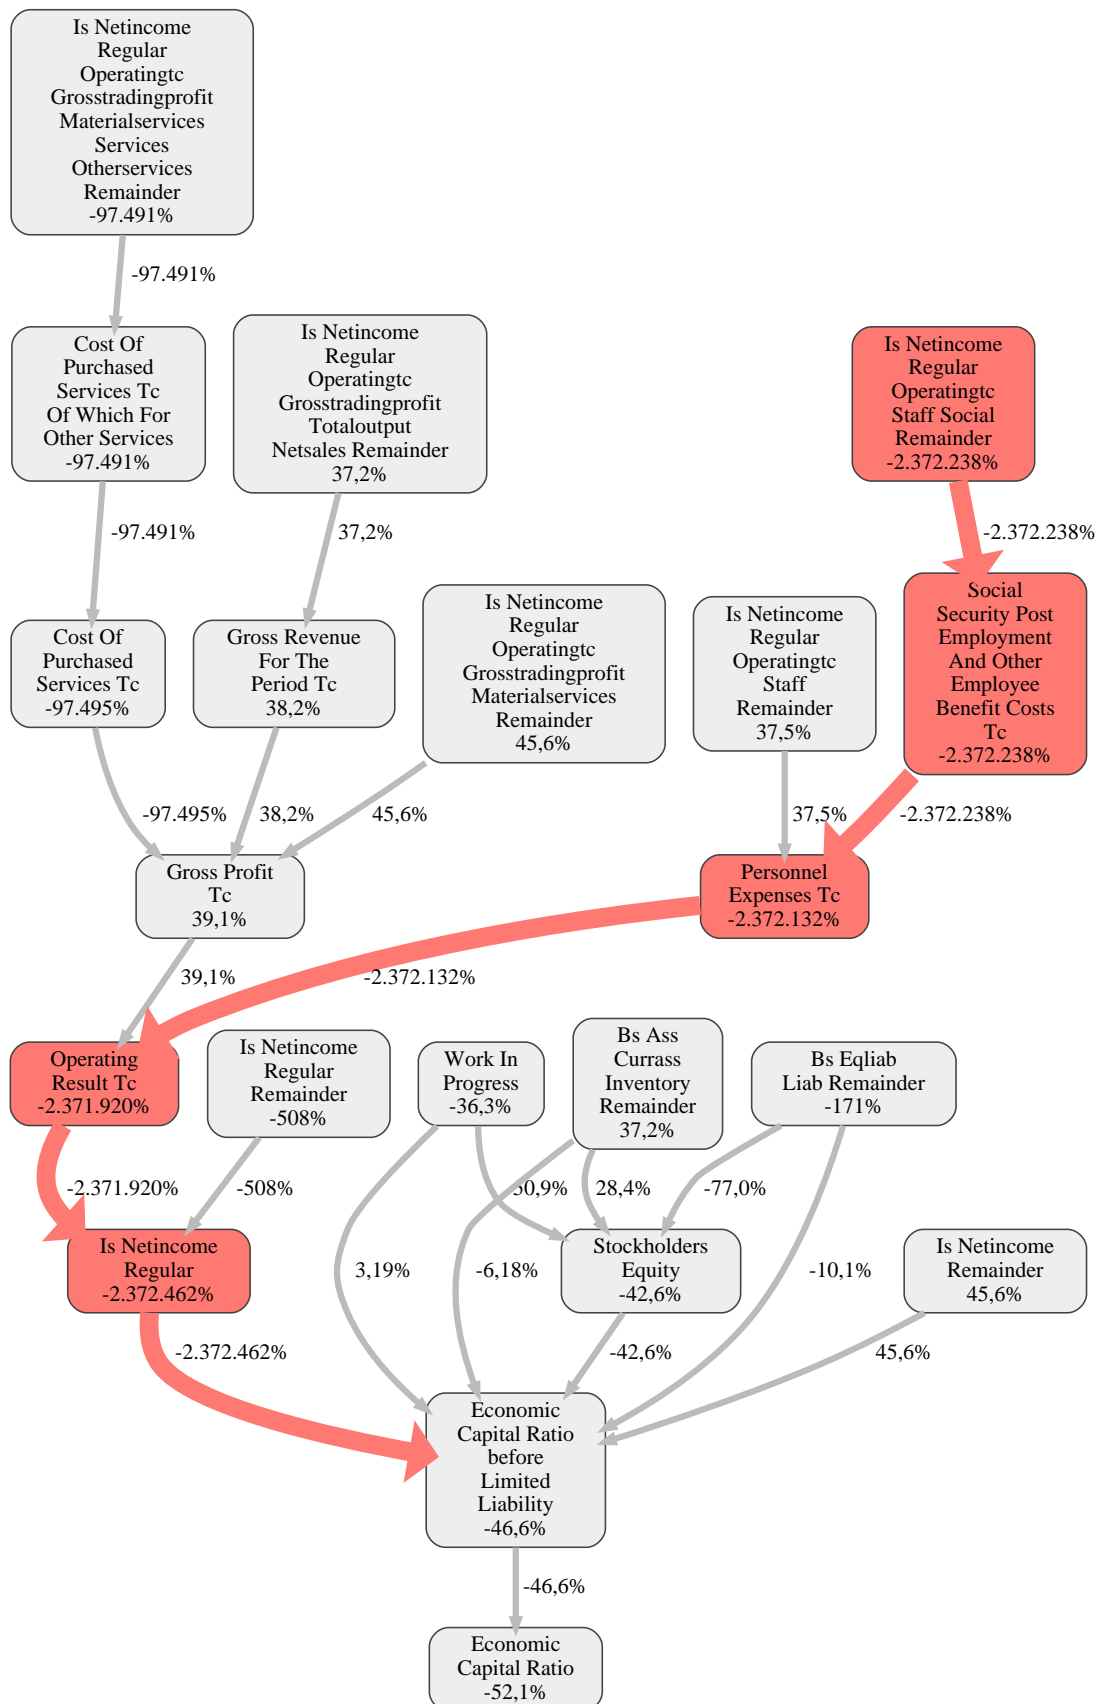 Is Netincome
Regular
Operatingtc
Grosstradingprofit
Materialservices
Services
Otherservices
Remainder
-97.491%
-97.491%
Cost Of
Purchased
Services Tc
Of Which For
Other Services
-97.491%
Is Netincome
Regular
Operatingtc
Grosstradingprofit
Totaloutput
Netsales Remainder
37,2%
Is Netincome
Regular
Operatingtc
Staff Social
Remainder
-2.372.238%
-97.491%
37,2%
-2.372.238%
Cost Of
Purchased
Services Tc
-97.495%
Gross Revenue
For The
Period Tc
38,2%
Is Netincome
Regular
Operatingtc
Grosstradingprofit
Materialservices
Remainder
45,6%
Is Netincome
Regular
Operatingtc
Staff
Remainder
37,5%
Social
Security Post
Employment
And Other
Employee
Benefit Costs
Tc
-2.372.238%
-97.495%
38,2%
45,6%
37,5%
-2.372.238%
Gross Profit
Tc
39,1%
Personnel
Expenses Tc
-2.372.132%
39,1%
-2.372.132%
Operating
Result Tc
-2.371.920%
Is Netincome
Regular
Remainder
-508%
Work In
Progress
-36,3%
Bs Ass
Currass
Inventory
Remainder
37,2%
Bs Eqliab
Liab Remainder
-171%
-2.371.920%
-508%
50,9%
28,4%
-77,0%
Is Netincome
Regular
-2.372.462%
3,19%
-6,18%
Stockholders
Equity
-42,6%
-10,1%
Is Netincome
Remainder
45,6%
-2.372.462%
-42,6%
45,6%
Economic
Capital Ratio
before
Limited
Liability
-46,6%
-46,6%
Economic
Capital Ratio
-52,1%